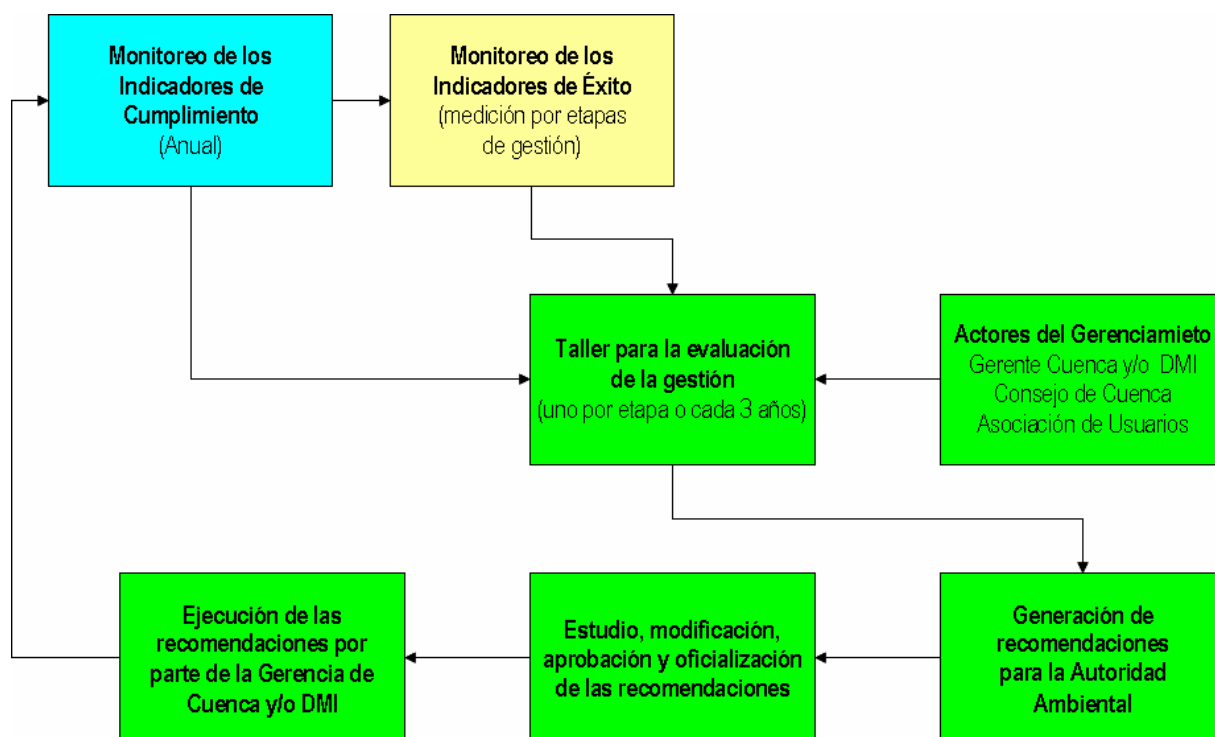 Monitoreo de los
Indicadores de
Cumplimiento
(Anual)
Monitoreo de los
Indicadores de Éxito
(medición por etapas
de gestión)
Taller para la evaluación
de la gestión
(uno por etapa o cada 3 años)
Actores del Gerenciamieto
Gerente Cuenca y/o DMI
Consejo de Cuenca
Asociación de Usuarios
Ejecución de las
recomendaciones por
parte de la Gerencia de
Cuenca y/o DMI
Estudio, modificación,
aprobación y oficialización
de las recomendaciones
Generación de
recomendaciones
para la Autoridad
Ambiental